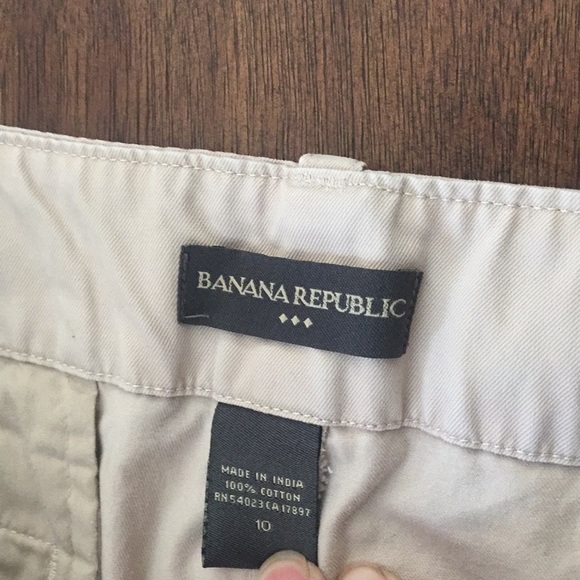 BANANA REPUBLIC
MADE IN INDIA
100% COTTON
RN54023CA17897
10